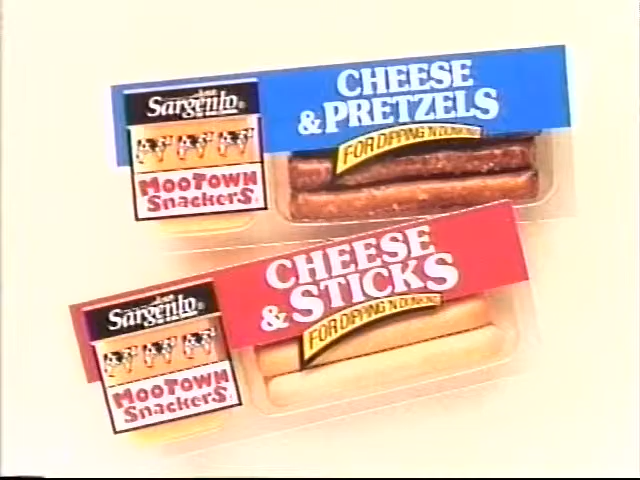 CHEESE
& PRETZELS
FOR DIPPING 'N DUNKING
Sargento®
MOOTOWN
SnackerS
CHEESE
& STICKS
FOR DIPPING 'N DUNKING
Sargento®
MOOTOWN
SnackerS